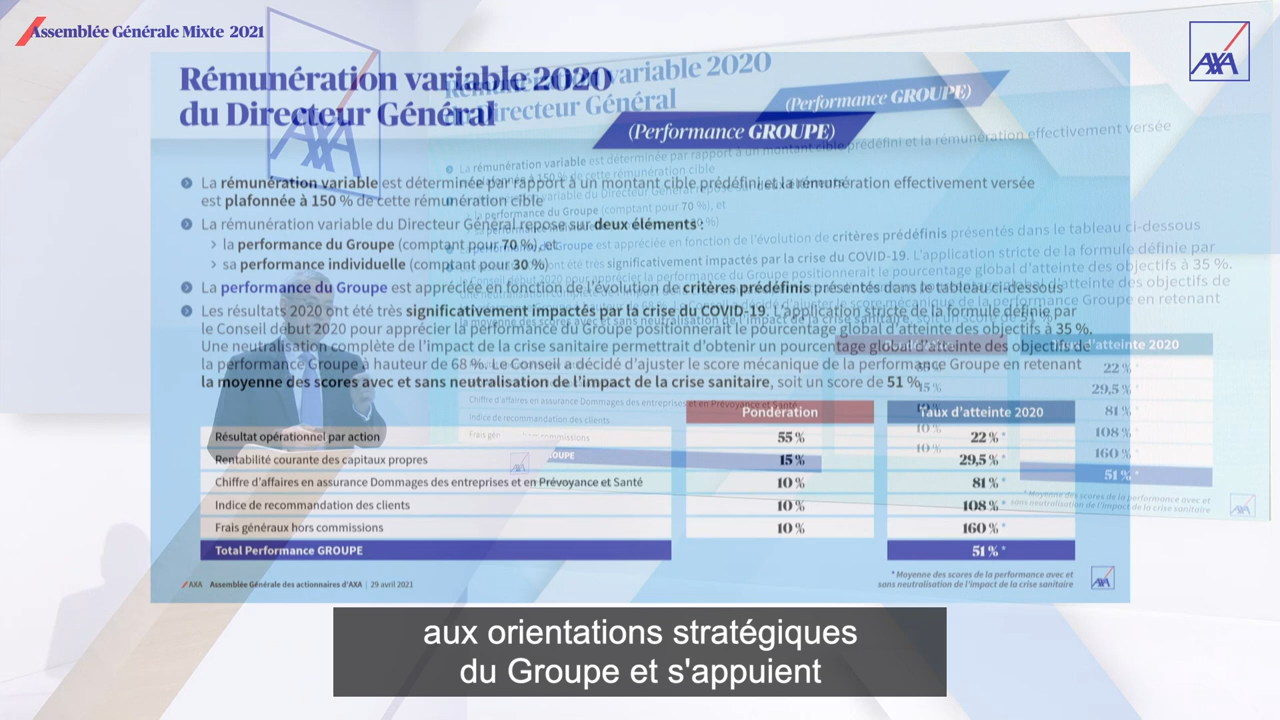 Assemblée Générale Mixte 2021
AXA
Rémunération variable 2020
du Directeur Général
(Performance GROUPE)
La rémunération variable est déterminée par rapport à un montant cible prédéfini et la rémunération effectivement versée
est plafonnée à 150 % de cette rémunération cible
La rémunération variable du Directeur Général repose sur deux éléments :
› la performance du Groupe (comptant pour 70 %), et
› sa performance individuelle (comptant pour 30 %)
La performance du Groupe est appréciée en fonction de l'évolution de critères prédéfinis présentés dans le tableau ci-dessous
Les résultats 2020 ont été très significativement impactés par la crise du COVID-19. L'application stricte de la formule définie par
le Conseil début 2020 pour apprécier la performance du Groupe positionnerait le pourcentage global d'atteinte des objectifs à 35 %.
Une neutralisation complète de l'impact de la crise sanitaire permettrait d'obtenir un pourcentage global d'atteinte des objectifs de
la performance Groupe à hauteur de 68 %. Le Conseil a décidé d'ajuster le score mécanique de la performance Groupe en retenant
la moyenne des scores avec et sans neutralisation de l'impact de la crise sanitaire, soit un score de 51 %.
Pondération Taux d'atteinte 2020
Résultat opérationnel par action 55 % 22 % *
Rentabilité courante des capitaux propres 15 % 29,5 % *
Chiffre d'affaires en assurance Dommages des entreprises et en Prévoyance et Santé 10 % 81 % *
Indice de recommandation des clients 10 % 108 % *
Frais généraux hors commissions 10 % 160 % *
Total Performance GROUPE 51 % *
AXA Assemblée Générale des actionnaires d'AXA | 29 avril 2021
* Moyenne des scores de la performance avec et
sans neutralisation de l'impact de la crise sanitaire
AXA
aux orientations stratégiques
du Groupe et s'appuient